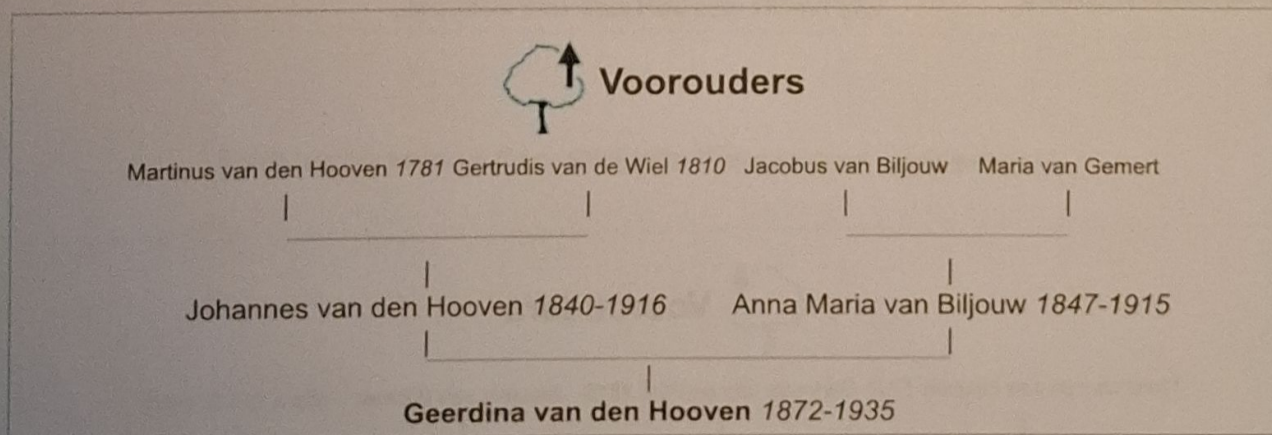 Voorouders
Martinus van den Hooven 1781 Gertrudis van de Wiel 1810 Jacobus van Biljouw Maria van Gemert
Johannes van den Hooven 1840-1916 Anna Maria van Biljouw 1847-1915
Geerdina van den Hooven 1872-1935